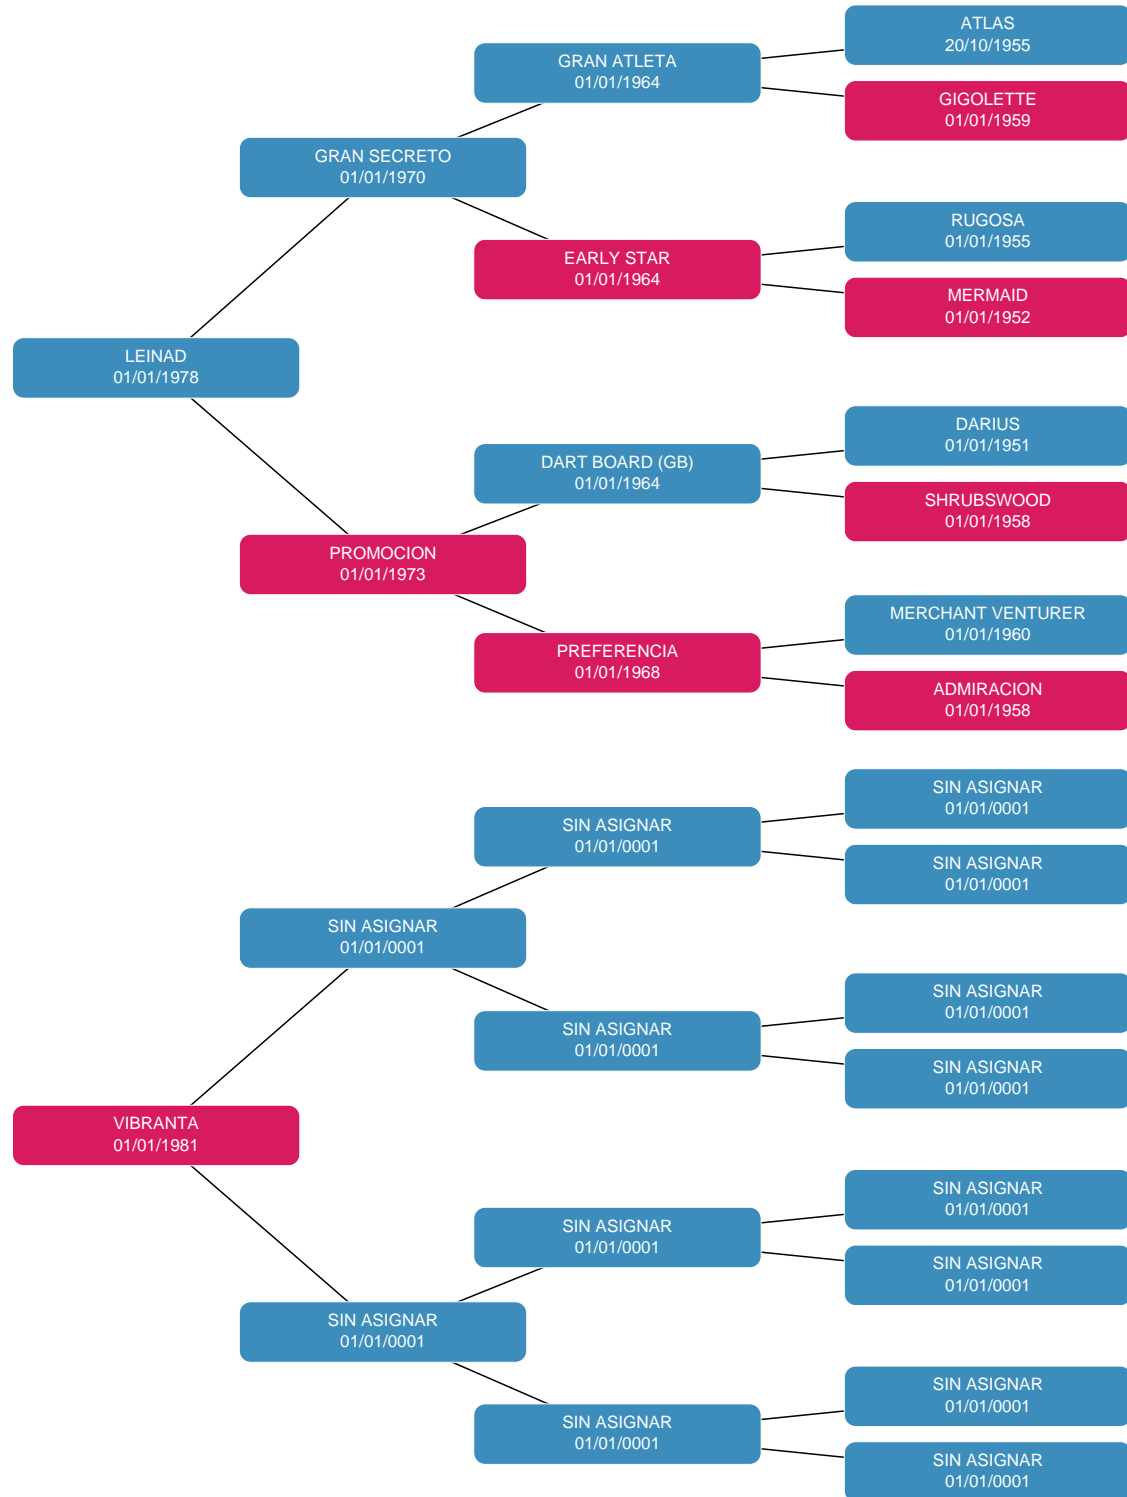 ATLAS
20/10/1955
GRAN ATLETA
01/01/1964
GIGOLETTE
01/01/1959
GRAN SECRETO
01/01/1970
RUGOSA
01/01/1955
EARLY STAR
01/01/1964
MERMAID
01/01/1952
LEINAD
01/01/1978
DARIUS
01/01/1951
DART BOARD (GB)
01/01/1964
SHRUBSWOOD
01/01/1958
PROMOCION
01/01/1973
MERCHANT VENTURER
01/01/1960
PREFERENCIA
01/01/1968
ADMIRACION
01/01/1958
SIN ASIGNAR
01/01/0001
SIN ASIGNAR
01/01/0001
SIN ASIGNAR
01/01/0001
SIN ASIGNAR
01/01/0001
SIN ASIGNAR
01/01/0001
SIN ASIGNAR
01/01/0001
SIN ASIGNAR
01/01/0001
VIBRANTA
01/01/1981
SIN ASIGNAR
01/01/0001
SIN ASIGNAR
01/01/0001
SIN ASIGNAR
01/01/0001
SIN ASIGNAR
01/01/0001
SIN ASIGNAR
01/01/0001
SIN ASIGNAR
01/01/0001
SIN ASIGNAR
01/01/0001